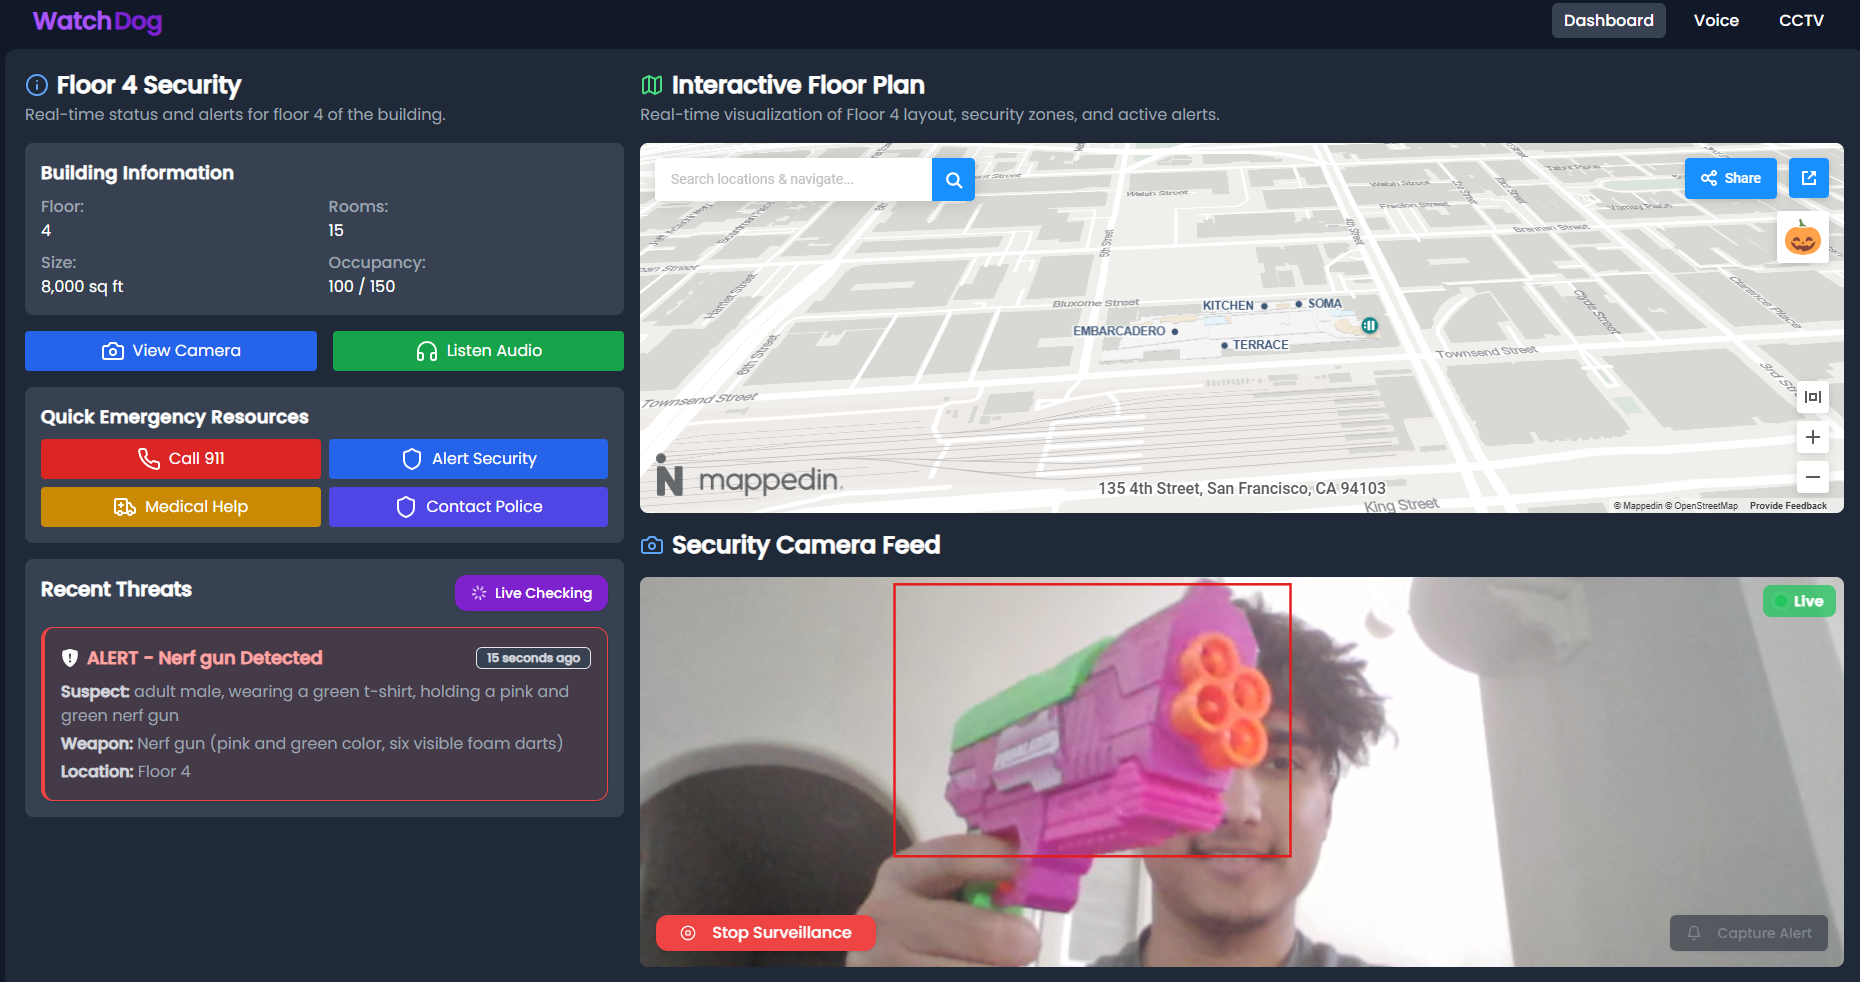 WatchDog
Dashboard
Voice
CCTV
Floor 4 Security
Real-time status and alerts for floor 4 of the building.
Building Information
Floor:
4
Rooms:
15
Size:
8,000 sq ft
Occupancy:
100 / 150
View Camera
Listen Audio
Quick Emergency Resources
Call 911
Alert Security
Medical Help
Contact Police
Recent Threats
Live Checking
ALERT - Nerf gun Detected
15 seconds ago
Suspect: adult male, wearing a green t-shirt, holding a pink and
green nerf gun
Weapon: Nerf gun (pink and green color, six visible foam darts)
Location: Floor 4
Interactive Floor Plan
Real-time visualization of Floor 4 layout, security zones, and active alerts.
Search locations & navigate...
Share
Welsh Street
Welsh Street
Freelon Street
Brannan Street
4th Street
5th Street
Harriet Street
Bluxome Street
Clyde Street
Clarence Place
KITCHEN
SOMA
EMBARCADERO
TERRACE
6th Street
Townsend Street
Townsend Street
mappedin
135 4th Street, San Francisco, CA 94103
King Street
© Mappedin © OpenStreetMap
Provide Feedback
Security Camera Feed
Live
Stop Surveillance
Capture Alert